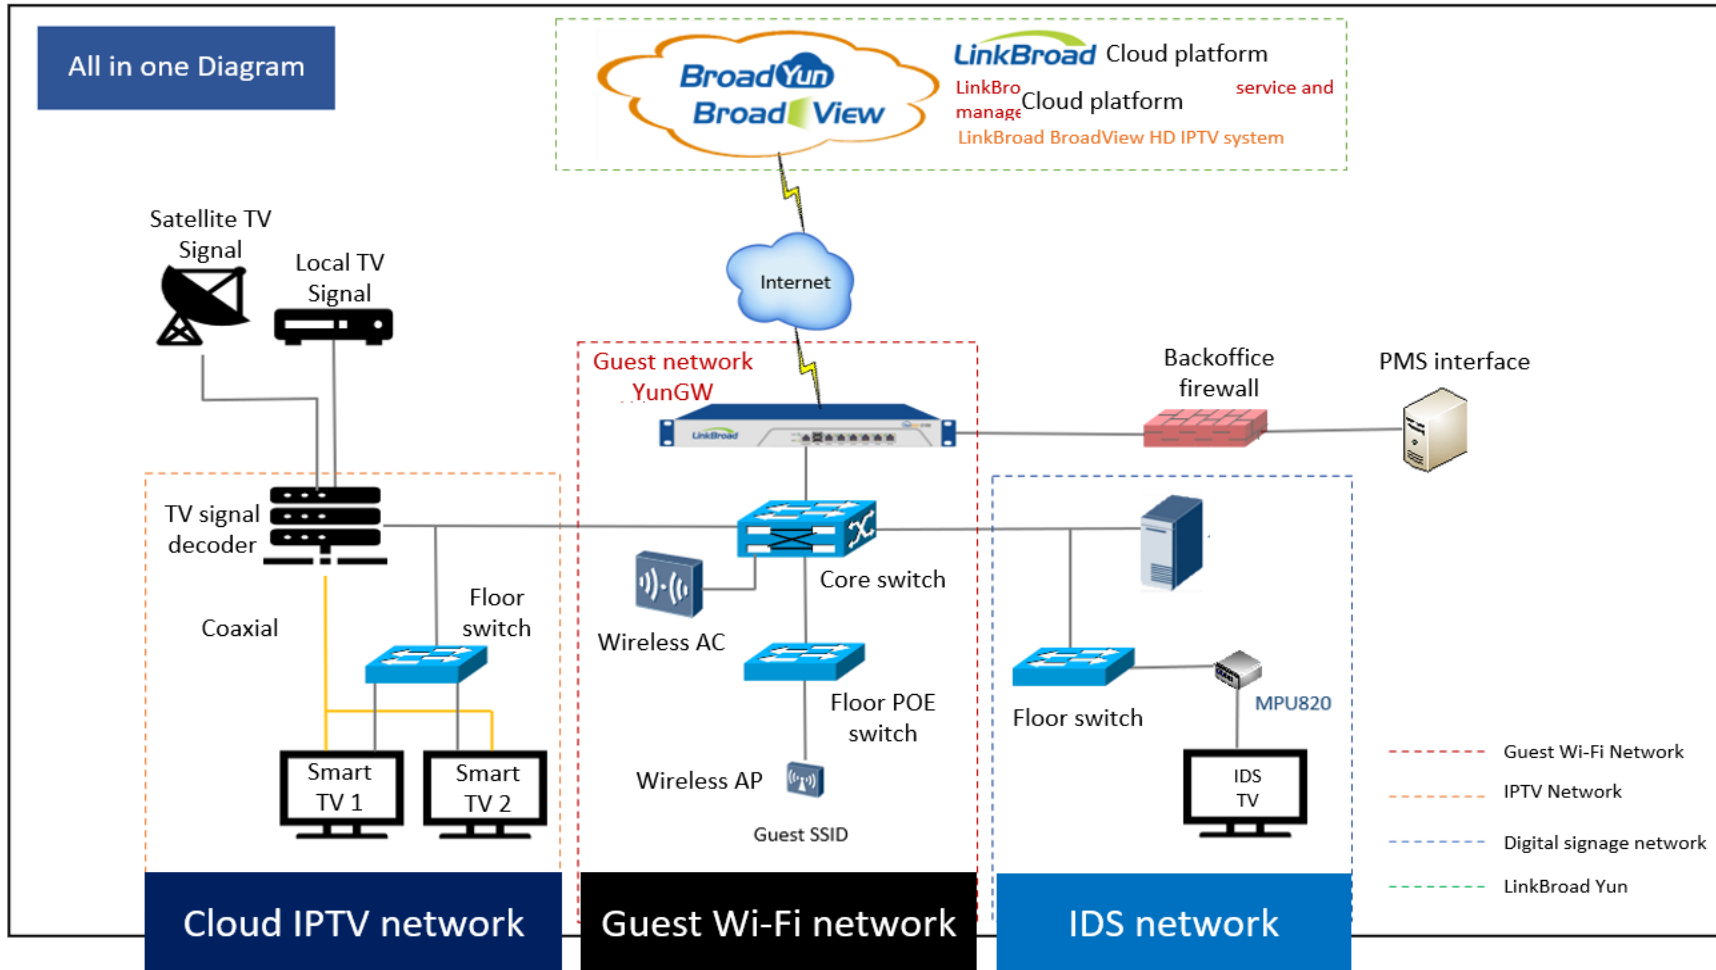 All in one Diagram
BroadYun
BroadView
LinkBroad Cloud platform
LinkBro service and
Cloud platform
manage
LinkBroad BroadView HD IPTV system
Satellite TV
Signal
Local TV
Signal
Internet
Guest network
YunGW
LinkBroad
Backoffice
firewall
PMS interface
TV signal
decoder
Core switch
Coaxial
Floor
switch
Wireless AC
Floor POE
switch
Floor switch
MPU820
Smart
TV 1
Smart
TV 2
Wireless AP
Guest SSID
IDS
TV
Guest Wi-Fi Network
IPTV Network
Digital signage network
LinkBroad Yun
Cloud IPTV network
Guest Wi-Fi network
IDS network